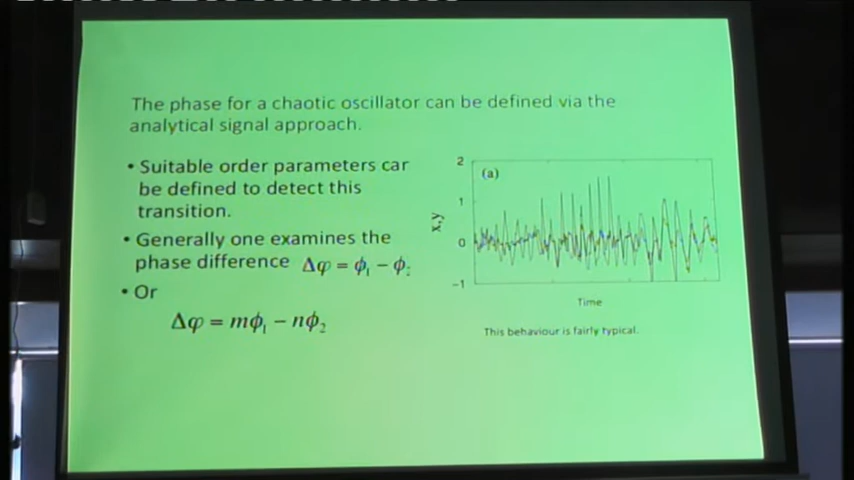 The phase for a chaotic oscillator can be defined via the
analytical signal approach.
• Suitable order parameters can
be defined to detect this
transition.
• Generally one examines the
phase difference Δφ = ϕ₁ − ϕ₂
• Or
Δφ = mϕ₁ − nϕ₂
2
(a)
1
x,y
0
−1
Time
This behaviour is fairly typical.